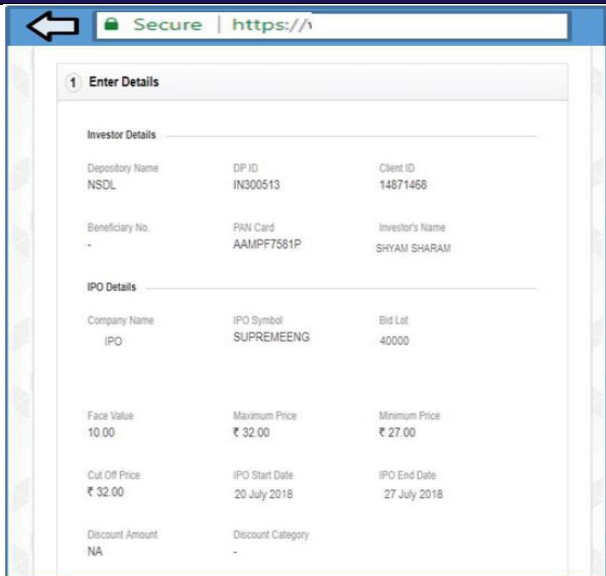 Secure | https://
1 Enter Details
Investor Details
Depository Name DP ID Client ID
NSDL IN300513 14871468
Beneficiary No. PAN Card Investor's Name
- AAMPF7581P SHYAM SHARAM
IPO Details
Company Name IPO Symbol Bid Lot
IPO SUPREMEENG 40000
Face Value Maximum Price Minimum Price
10.00 ₹ 32.00 ₹ 27.00
Cut Off Price IPO Start Date IPO End Date
₹ 32.00 20 July 2018 27 July 2018
Discount Amount Discount Category
NA -